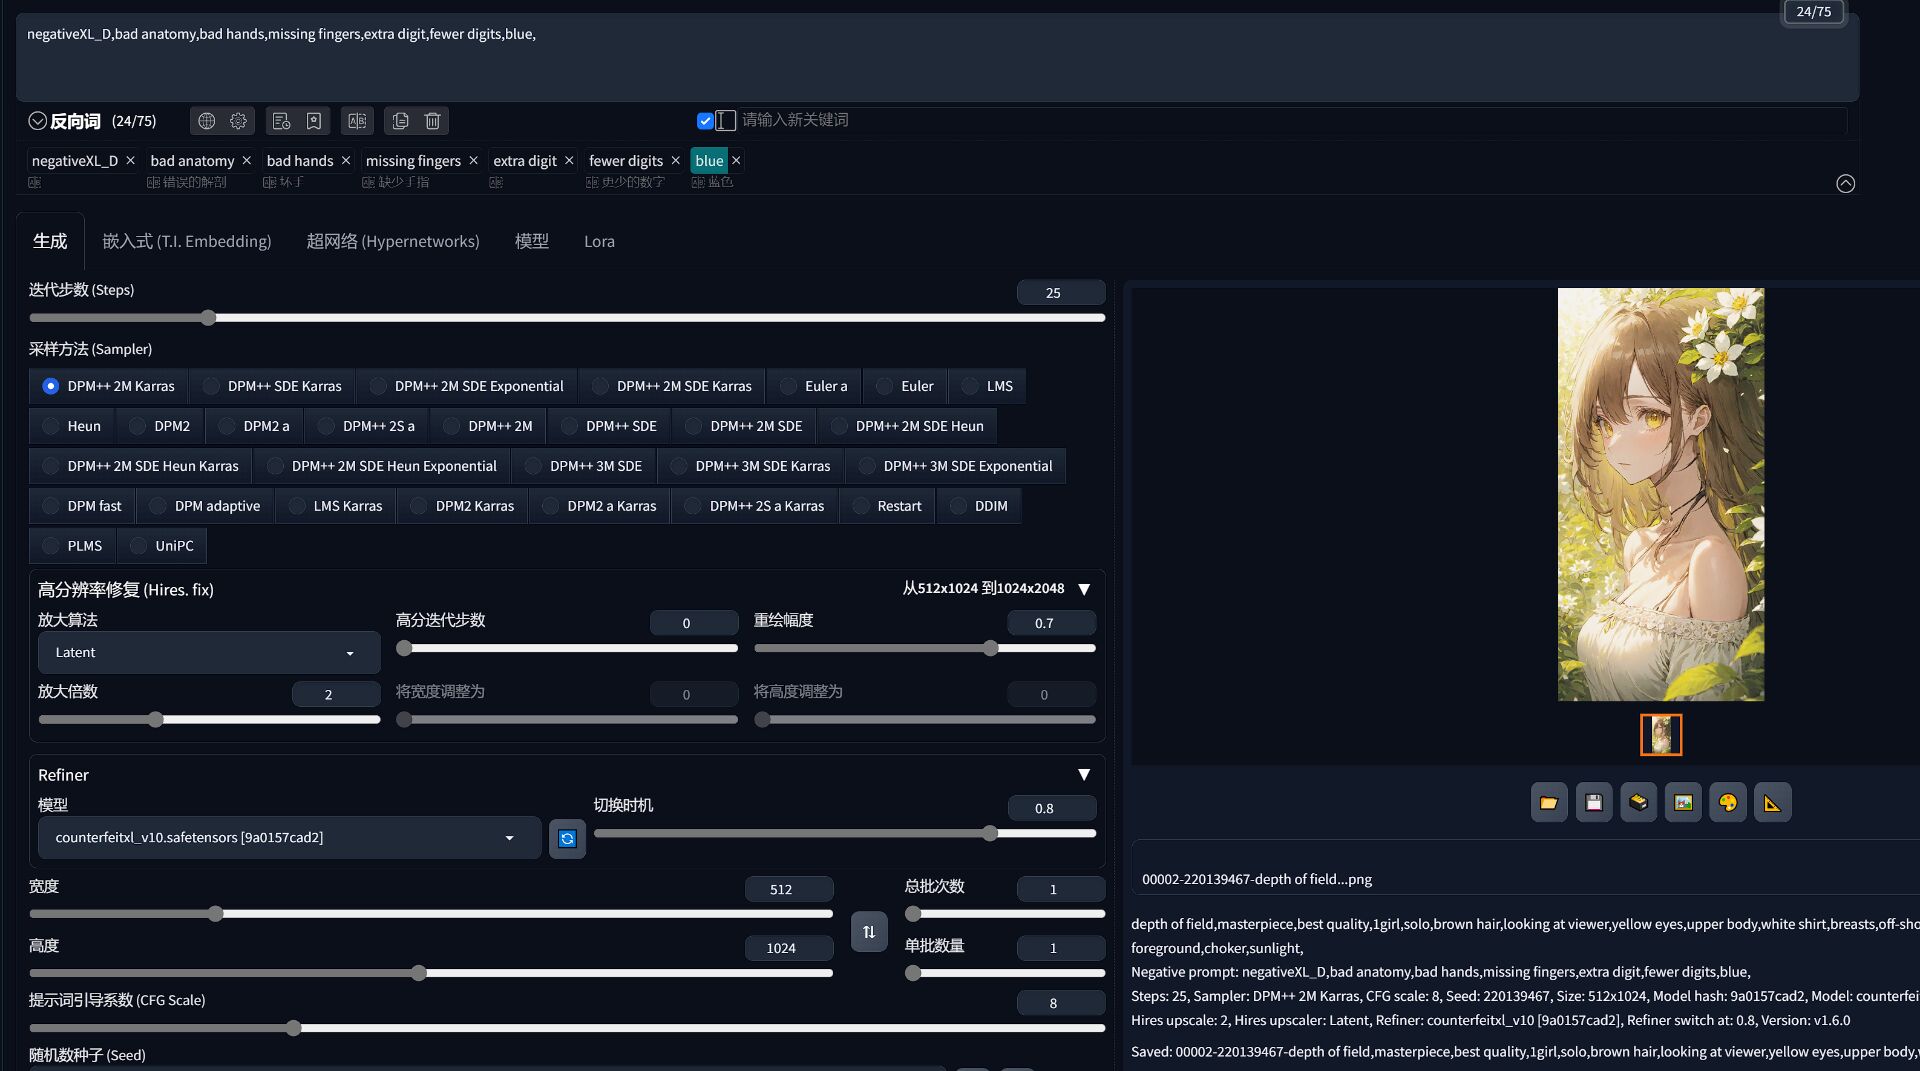 24/75
negativeXL_D,bad anatomy,bad hands,missing fingers,extra digit,fewer digits,blue,
反向词 (24/75)
请输入新关键词
negativeXL_D × bad anatomy × bad hands × missing fingers × extra digit × fewer digits × blue ×
错误的解剖 坏手 缺少手指 更少的数字 蓝色
生成 嵌入式 (T.I. Embedding) 超网络 (Hypernetworks) 模型 Lora
迭代步数 (Steps) 25
采样方法 (Sampler)
DPM++ 2M Karras DPM++ SDE Karras DPM++ 2M SDE Exponential DPM++ 2M SDE Karras Euler a Euler LMS
Heun DPM2 DPM2 a DPM++ 2S a DPM++ 2M DPM++ SDE DPM++ 2M SDE DPM++ 2M SDE Heun
DPM++ 2M SDE Heun Karras DPM++ 2M SDE Heun Exponential DPM++ 3M SDE DPM++ 3M SDE Karras DPM++ 3M SDE Exponential
DPM fast DPM adaptive LMS Karras DPM2 Karras DPM2 a Karras DPM++ 2S a Karras Restart DDIM
PLMS UniPC
高分辨率修复 (Hires. fix) 从512x1024 到1024x2048 ▼
放大算法 高分迭代步数 0 重绘幅度 0.7
Latent
放大倍数 2 将宽度调整为 0 将高度调整为 0
Refiner ▼
模型 切换时机 0.8
counterfeitxl_v10.safetensors [9a0157cad2]
宽度 512 总批次数 1
高度 1024 单批数量 1
提示词引导系数 (CFG Scale) 8
随机数种子 (Seed)
00002-220139467-depth of field...png
depth of field,masterpiece,best quality,1girl,solo,brown hair,looking at viewer,yellow eyes,upper body,white shirt,breasts,off-sho
foreground,choker,sunlight,
Negative prompt: negativeXL_D,bad anatomy,bad hands,missing fingers,extra digit,fewer digits,blue,
Steps: 25, Sampler: DPM++ 2M Karras, CFG scale: 8, Seed: 220139467, Size: 512x1024, Model hash: 9a0157cad2, Model: counterfei
Hires upscale: 2, Hires upscaler: Latent, Refiner: counterfeitxl_v10 [9a0157cad2], Refiner switch at: 0.8, Version: v1.6.0
Saved: 00002-220139467-depth of field,masterpiece,best quality,1girl,solo,brown hair,looking at viewer,yellow eyes,upper body,